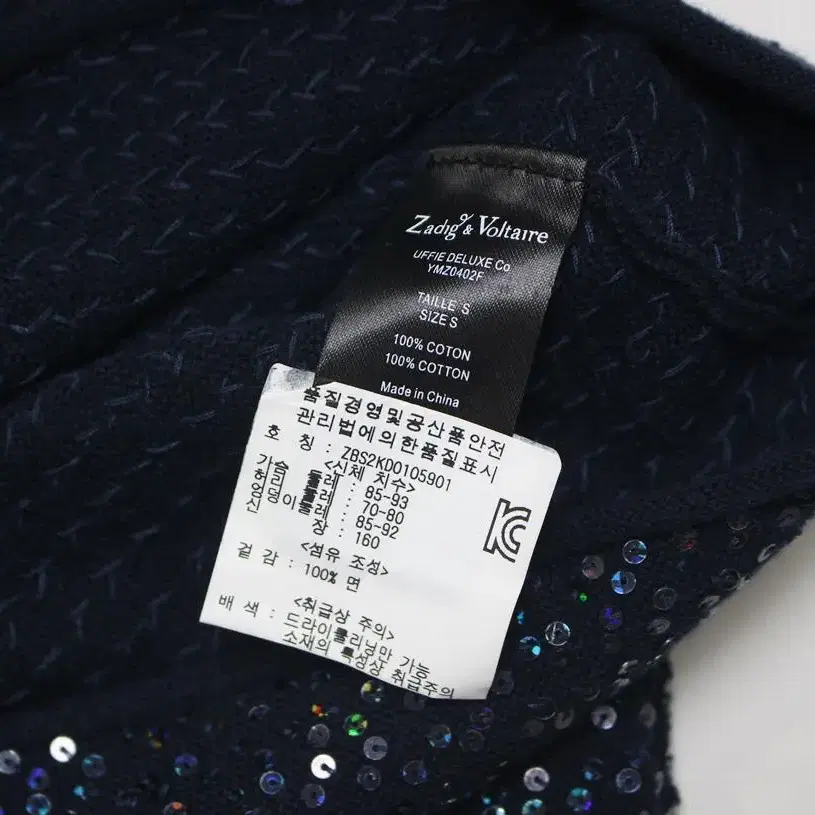 Zadig & Voltaire
UFFIE DELUXE Co
YMZ0402F
TAILLE S
SIZE S
100% COTON
100% COTTON
Made in China
품질경영및공산품안전
관리법에의한품질표시
호 칭 : ZBS2KD0105901
<신체 치수>
가슴 둘레 : 85-93
허리 둘레 : 70-80
엉덩이둘레 : 85-92
신 장 : 160
<섬유 조성>
겉 감 : 100% 면
배 색 :
<취급상 주의>
드라이클리닝만 가능
소재의 특성상 취급주의